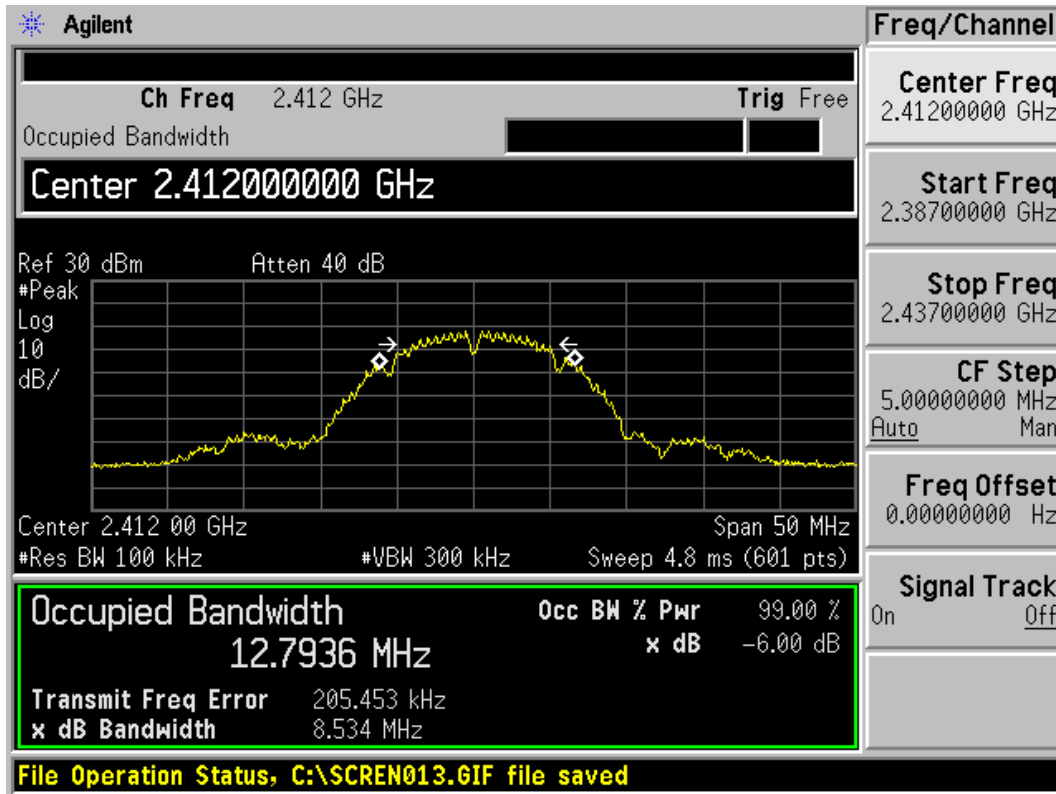 Agilent
Freq/Channel
Ch Freq 2.412 GHz Trig Free
Occupied Bandwidth
Center 2.412000000 GHz
Ref 30 dBm Atten 40 dB
#Peak
Log
10
dB/
Center 2.412 00 GHz Span 50 MHz
#Res BW 100 kHz #VBW 300 kHz Sweep 4.8 ms (601 pts)
Occupied Bandwidth
12.7936 MHz
Occ BW % Pwr 99.00 %
x dB -6.00 dB
Transmit Freq Error 205.453 kHz
x dB Bandwidth 8.534 MHz
File Operation Status, C:\SCREN013.GIF file saved
Center Freq
2.41200000 GHz
Start Freq
2.38700000 GHz
Stop Freq
2.43700000 GHz
CF Step
5.00000000 MHz
Auto Man
Freq Offset
0.00000000 Hz
Signal Track
On Off